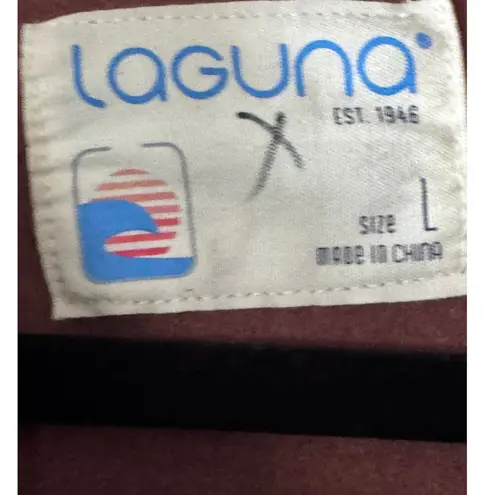 Laguna®
EST. 1946
X
SIZE L
MADE IN CHINA